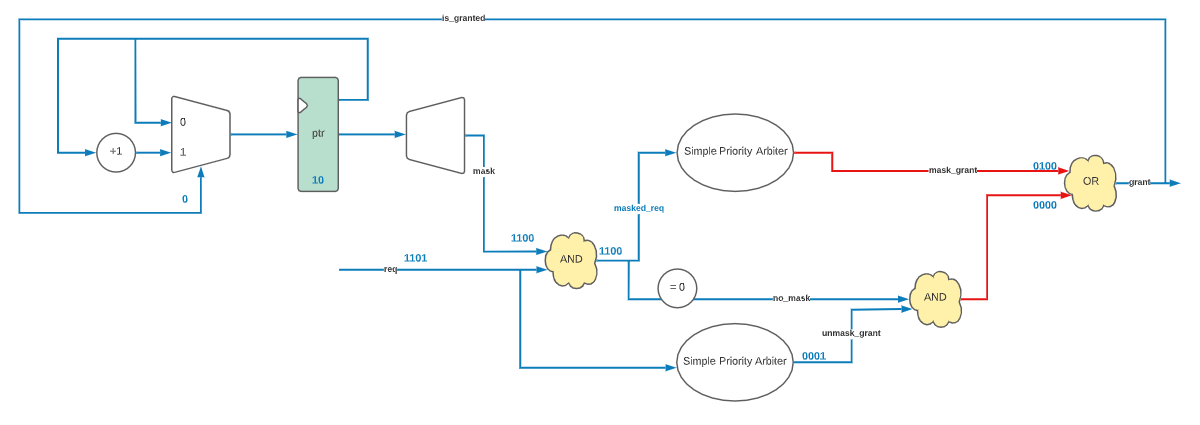 is_granted
0
+1
1
ptr
10
0
mask
1100
1101
req
AND
1100
masked_req
Simple Priority Arbiter
mask_grant
0100
OR
grant
0000
= 0
no_mask
AND
unmask_grant
Simple Priority Arbiter
0001